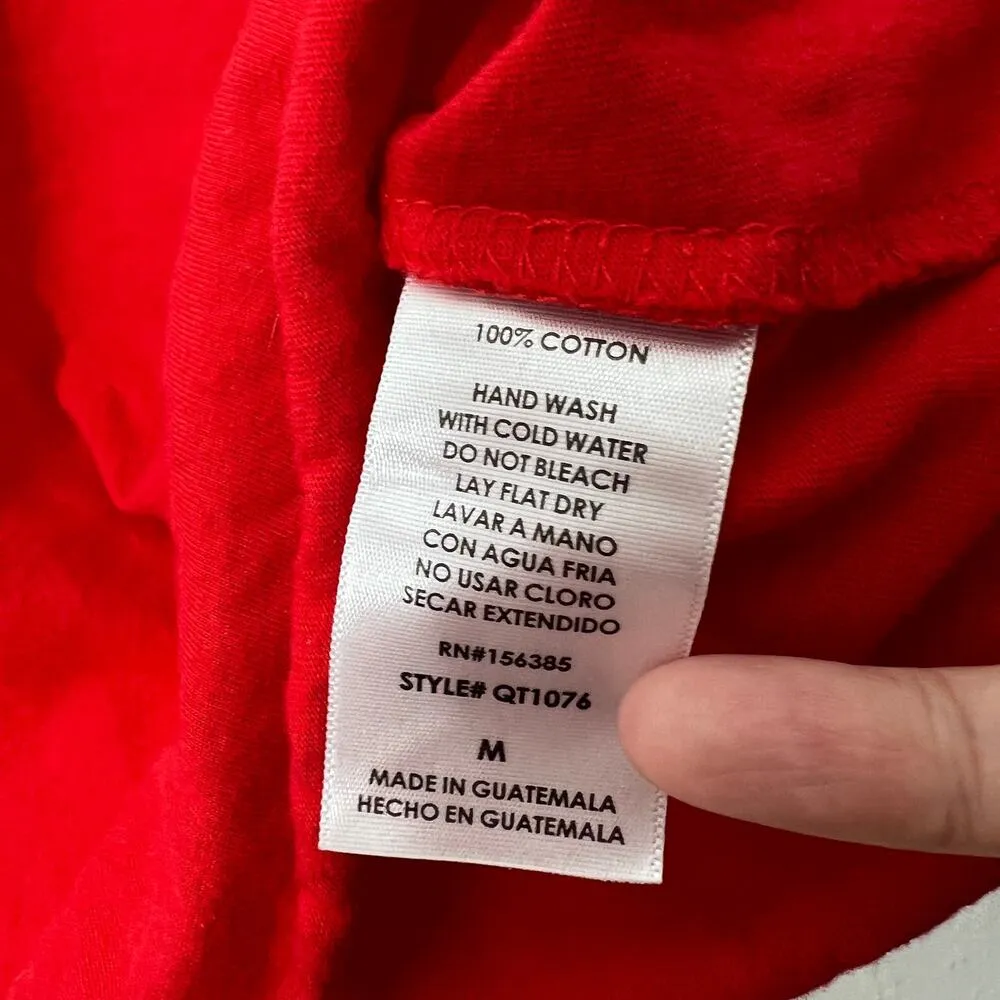 100% COTTON
HAND WASH
WITH COLD WATER
DO NOT BLEACH
LAY FLAT DRY
LAVAR A MANO
CON AGUA FRIA
NO USAR CLORO
SECAR EXTENDIDO
RN#156385
STYLE# QT1076
M
MADE IN GUATEMALA
HECHO EN GUATEMALA